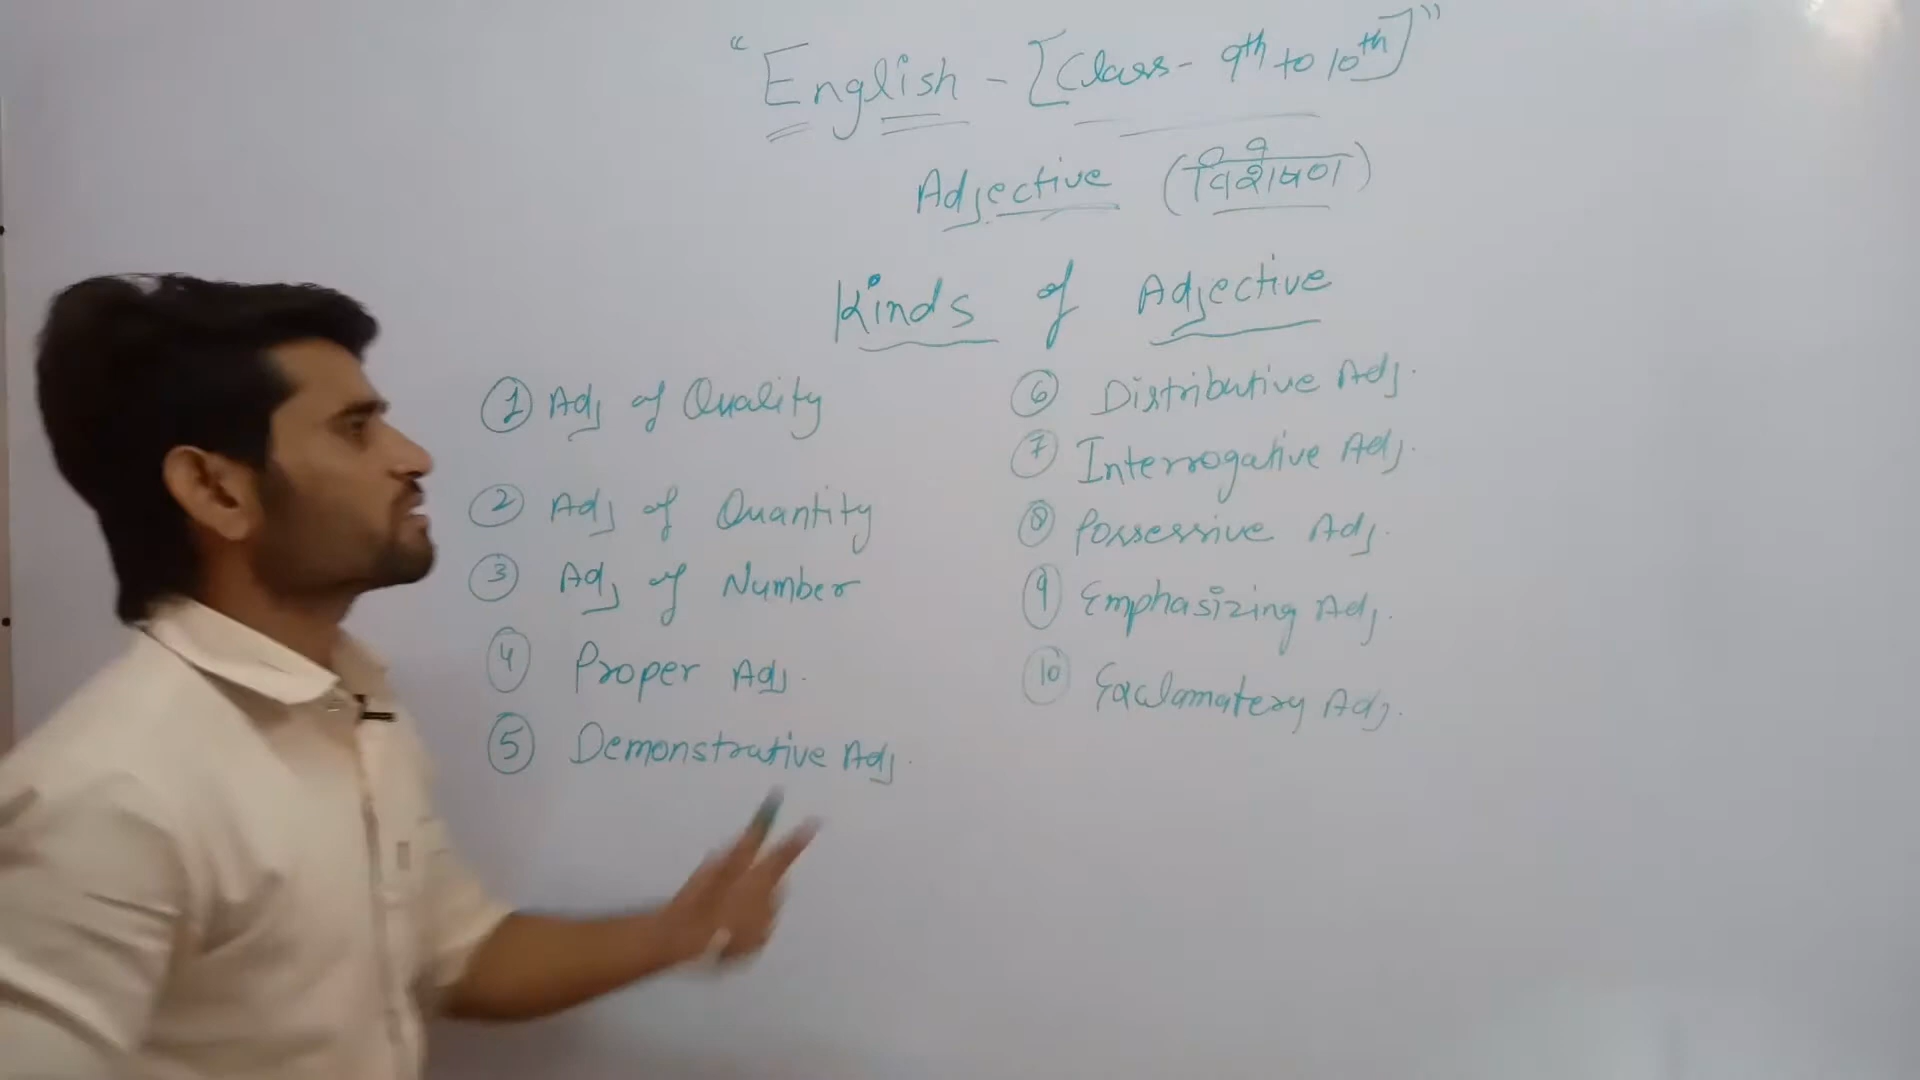 "English - [Class - 9th to 10th]"
Adjective (विशेषण)
Kinds of Adjective
① Adj of Quality
② Adj of Quantity
③ Adj of Number
④ Proper Adj.
⑤ Demonstrative Adj.
⑥ Distributive Adj.
⑦ Interrogative Adj.
⑧ Possessive Adj.
⑨ Emphasizing Adj.
⑩ Exclamatery Adj.